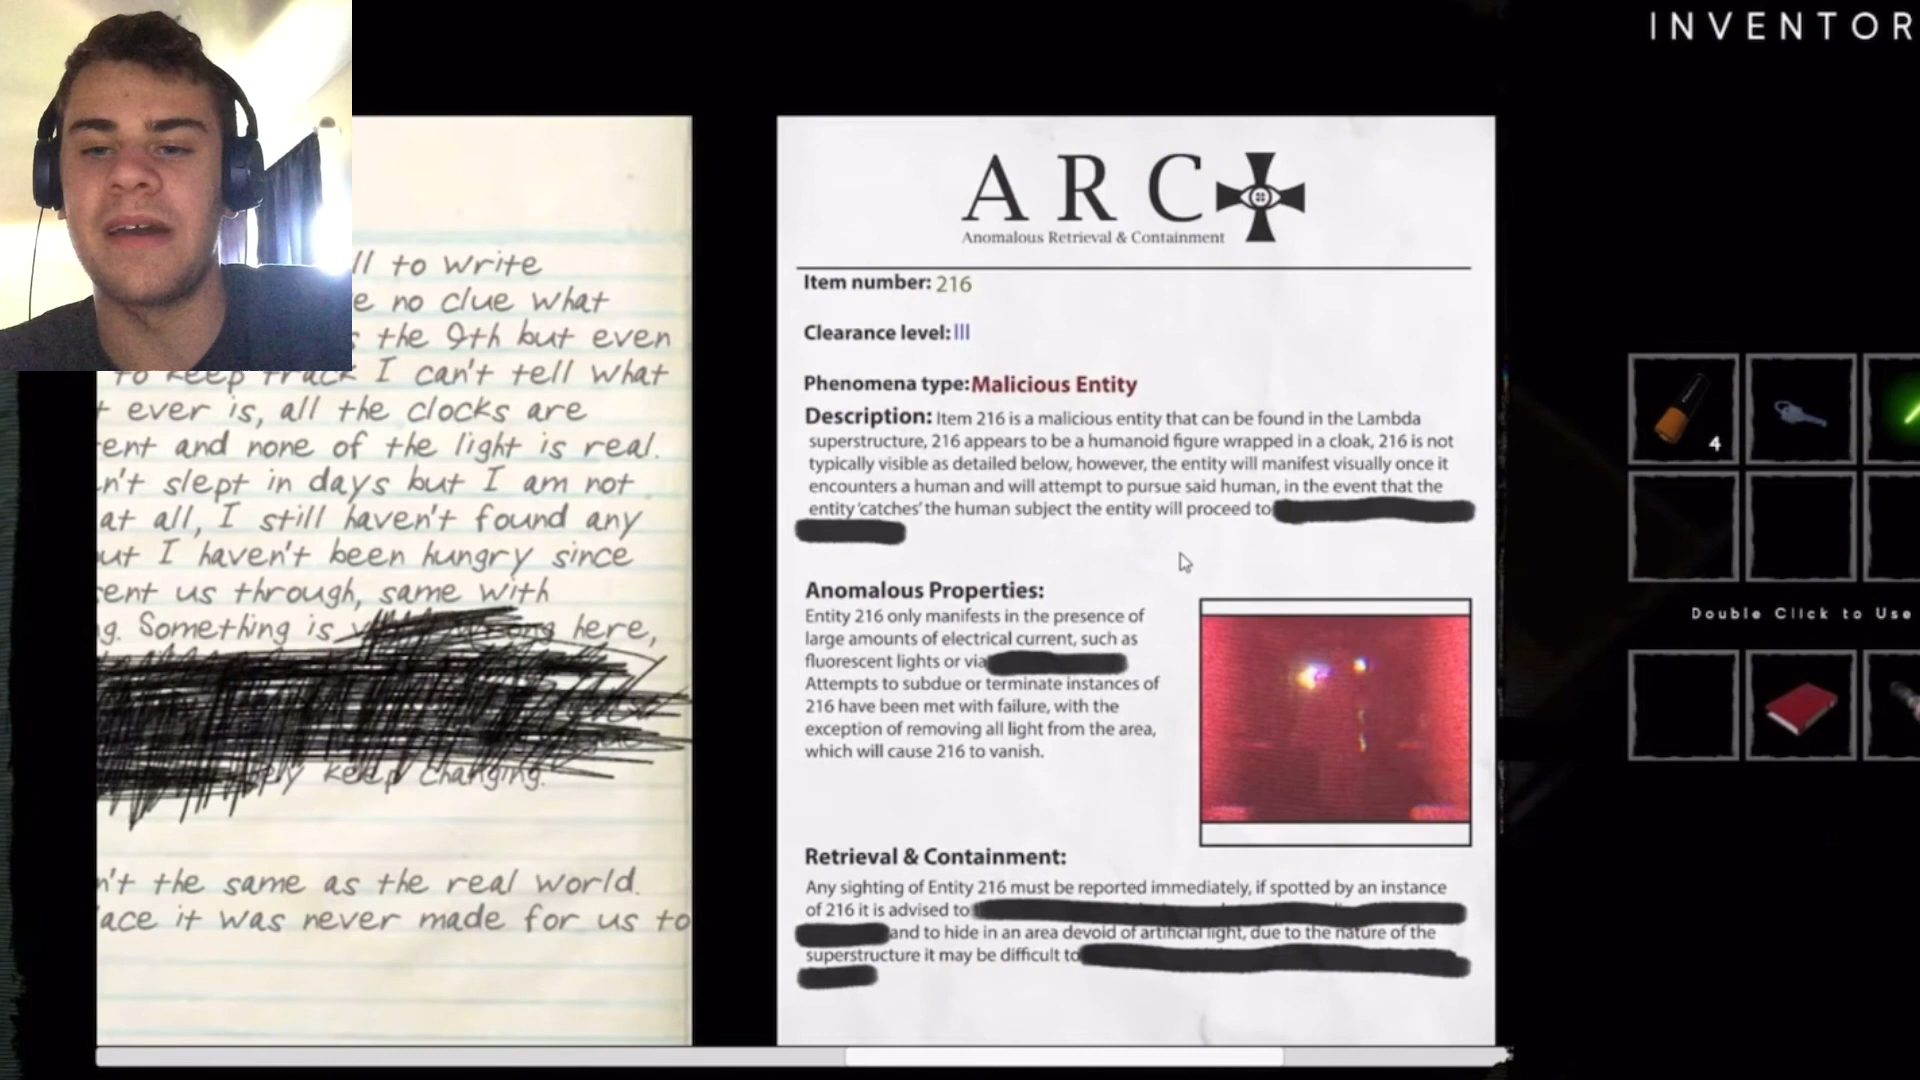 INVENTOR
ll to write
e no clue what
the 9th but even
to keep track I can't tell what
ever is, all the clocks are
ent and none of the light is real.
n't slept in days but I am not
at all, I still haven't found any
ut I haven't been hungry since
ent us through, same with
g. Something is here,
keep changing.
n't the same as the real world.
lace it was never made for us to
ARC
Anomalous Retrieval & Containment
Item number: 216
Clearance level: III
Phenomena type: Malicious Entity
Description: Item 216 is a malicious entity that can be found in the Lambda
superstructure, 216 appears to be a humanoid figure wrapped in a cloak, 216 is not
typically visible as detailed below, however, the entity will manifest visually once it
encounters a human and will attempt to pursue said human, in the event that the
entity 'catches' the human subject the entity will proceed to
Anomalous Properties:
Entity 216 only manifests in the presence of
large amounts of electrical current, such as
fluorescent lights or via
Attempts to subdue or terminate instances of
216 have been met with failure, with the
exception of removing all light from the area,
which will cause 216 to vanish.
Retrieval & Containment:
Any sighting of Entity 216 must be reported immediately, if spotted by an instance
of 216 it is advised to
and to hide in an area devoid of artificial light, due to the nature of the
superstructure it may be difficult to
4
Double Click to Use